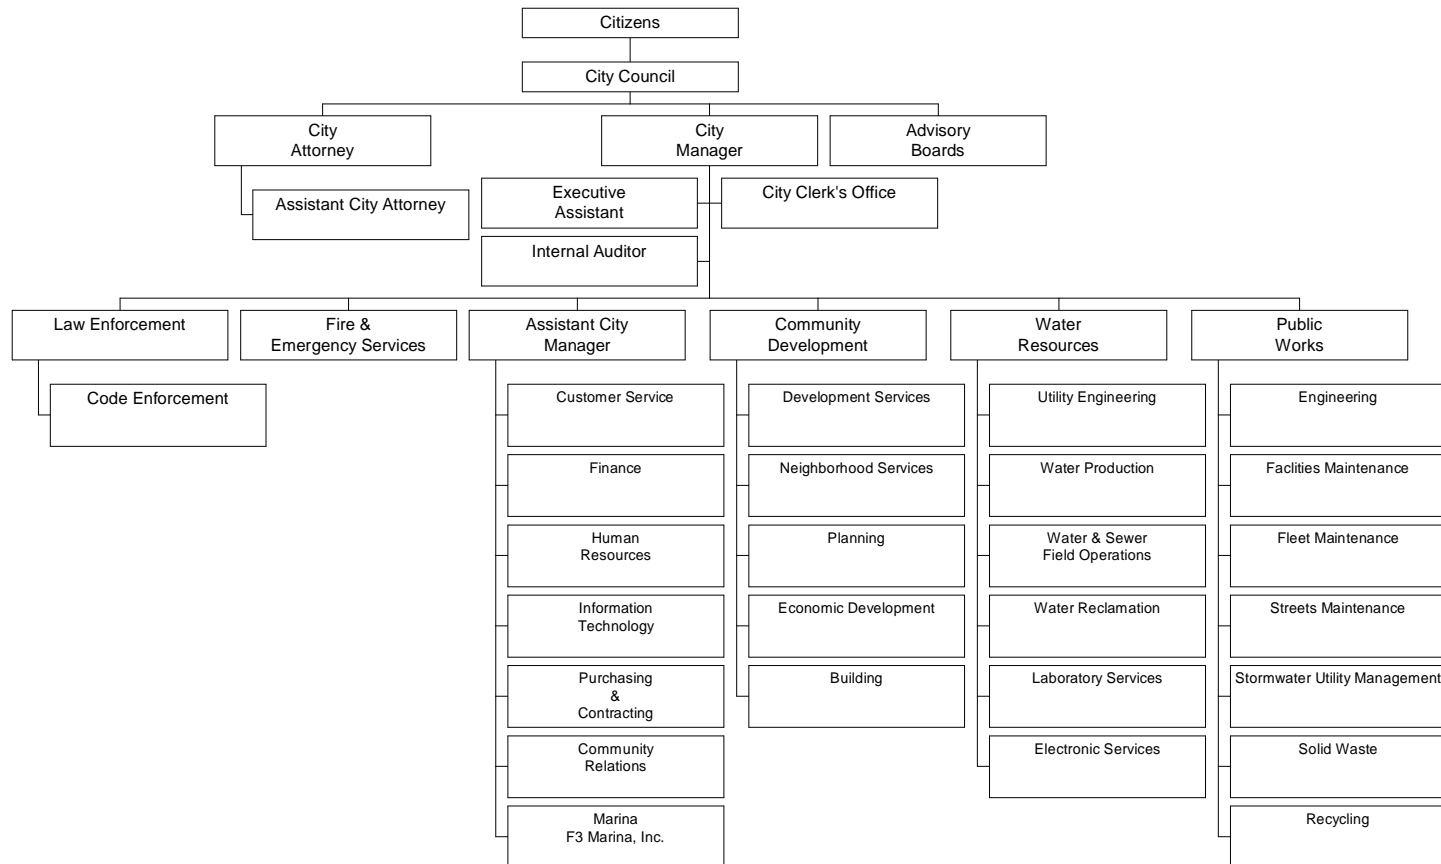 Citizens
City Council
City
Attorney
City
Manager
Advisory
Boards
Assistant City Attorney
Executive
Assistant
City Clerk's Office
Internal Auditor
Law Enforcement
Fire &
Emergency Services
Assistant City
Manager
Community
Development
Water
Resources
Public
Works
Code Enforcement
Customer Service
Finance
Human
Resources
Information
Technology
Purchasing
&
Contracting
Community
Relations
Marina
F3 Marina, Inc.
Development Services
Neighborhood Services
Planning
Economic Development
Building
Utility Engineering
Water Production
Water & Sewer
Field Operations
Water Reclamation
Laboratory Services
Electronic Services
Engineering
Faclities Maintenance
Fleet Maintenance
Streets Maintenance
Stormwater Utility Management
Solid Waste
Recycling